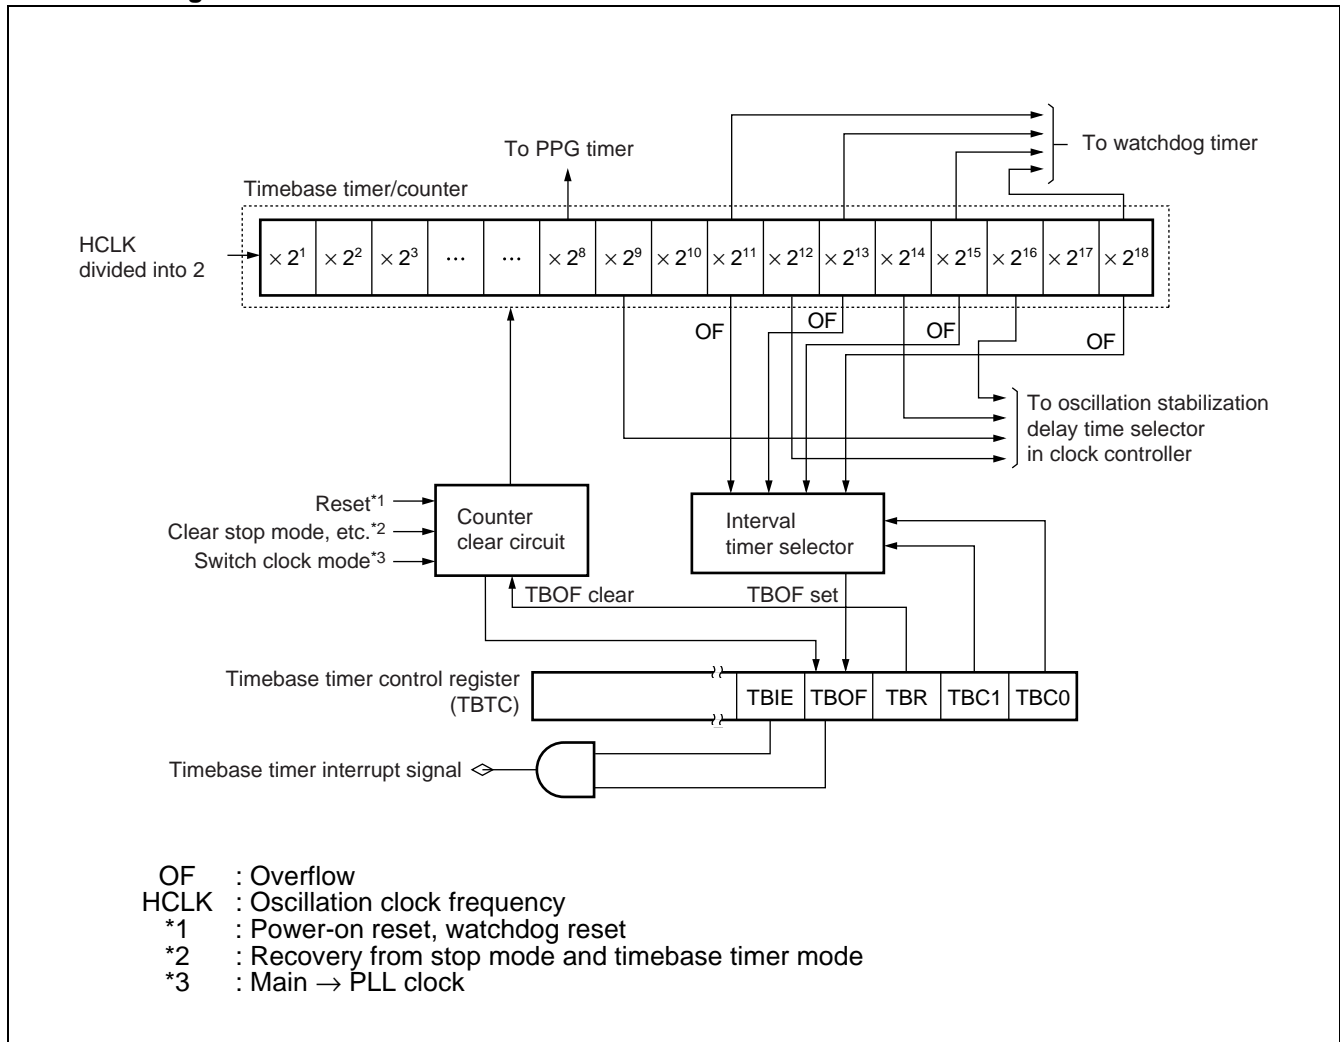 To PPG timer
To watchdog timer
Timebase timer/counter
HCLK
divided into 2
× 2¹ × 2² × 2³ ... ... × 2⁸ × 2⁹ × 2¹⁰ × 2¹¹ × 2¹² × 2¹³ × 2¹⁴ × 2¹⁵ × 2¹⁶ × 2¹⁷ × 2¹⁸
OF OF OF OF
To oscillation stabilization
delay time selector
in clock controller
Reset*1
Clear stop mode, etc.*2
Switch clock mode*3
Counter
clear circuit
Interval
timer selector
TBOF clear
TBOF set
Timebase timer control register
(TBTC)
TBIE TBOF TBR TBC1 TBC0
Timebase timer interrupt signal
OF : Overflow
HCLK : Oscillation clock frequency
*1 : Power-on reset, watchdog reset
*2 : Recovery from stop mode and timebase timer mode
*3 : Main → PLL clock